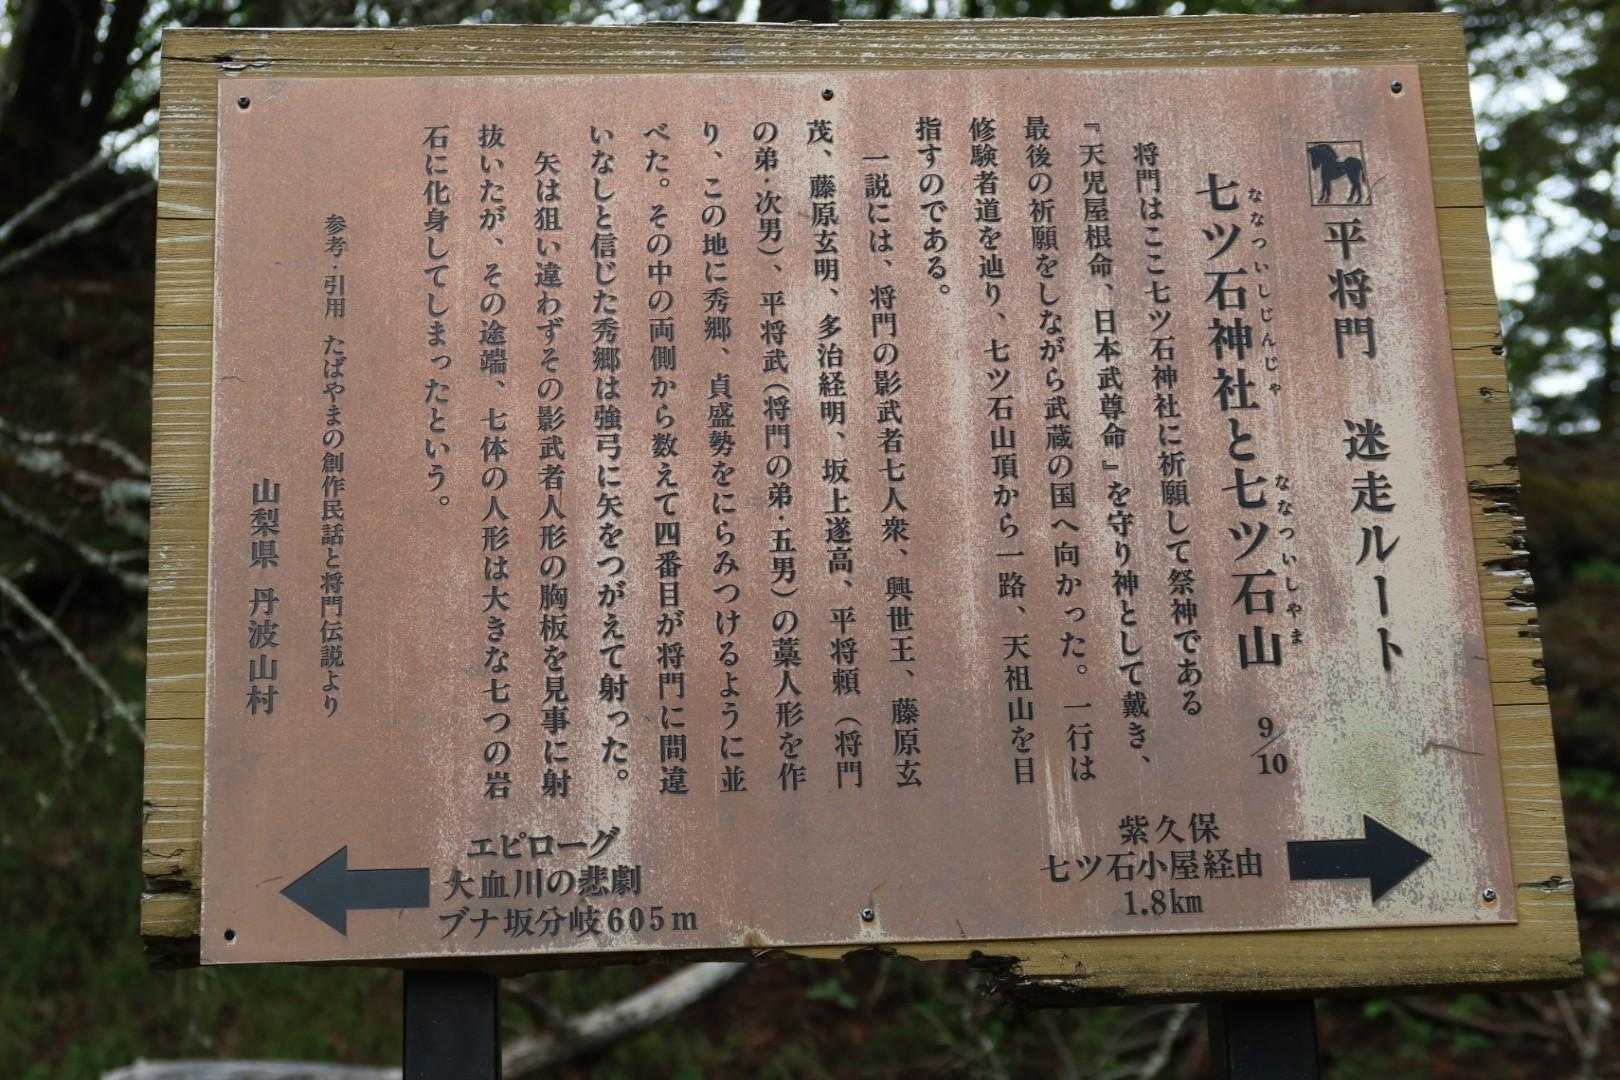 平将門 迷走ルート
七ツ石神社と七ツ石山 9/10
ななついしじんじゃ
ななついしやま
将門はここ七ツ石神社に祈願して祭神である
『天児屋根命、日本武尊命』を守り神として戴き、
最後の祈願をしながら武蔵の国へ向かった。一行は
修験者道を辿り、七ツ石山頂から一路、天祖山を目
指すのである。
一説には、将門の影武者七人衆、興世王、藤原玄
茂、藤原玄明、多治経明、坂上遂高、平将頼（将門
の弟・次男）、平将武（将門の弟・五男）の藁人形を作
り、この地に秀郷、貞盛勢をにらみつけるように並
べた。その中の両側から数えて四番目が将門に間違
いなしと信じた秀郷は強弓に矢をつがえて射った。
矢は狙い違わずその影武者人形の胸板を見事に射
抜いたが、その途端、七体の人形は大きな七つの岩
石に化身してしまったという。
参考・引用 たばやまの創作民話と将門伝説より
山梨県 丹波山村
紫久保
七ツ石小屋経由
1.8km
エピローグ
大血川の悲劇
ブナ坂分岐605m